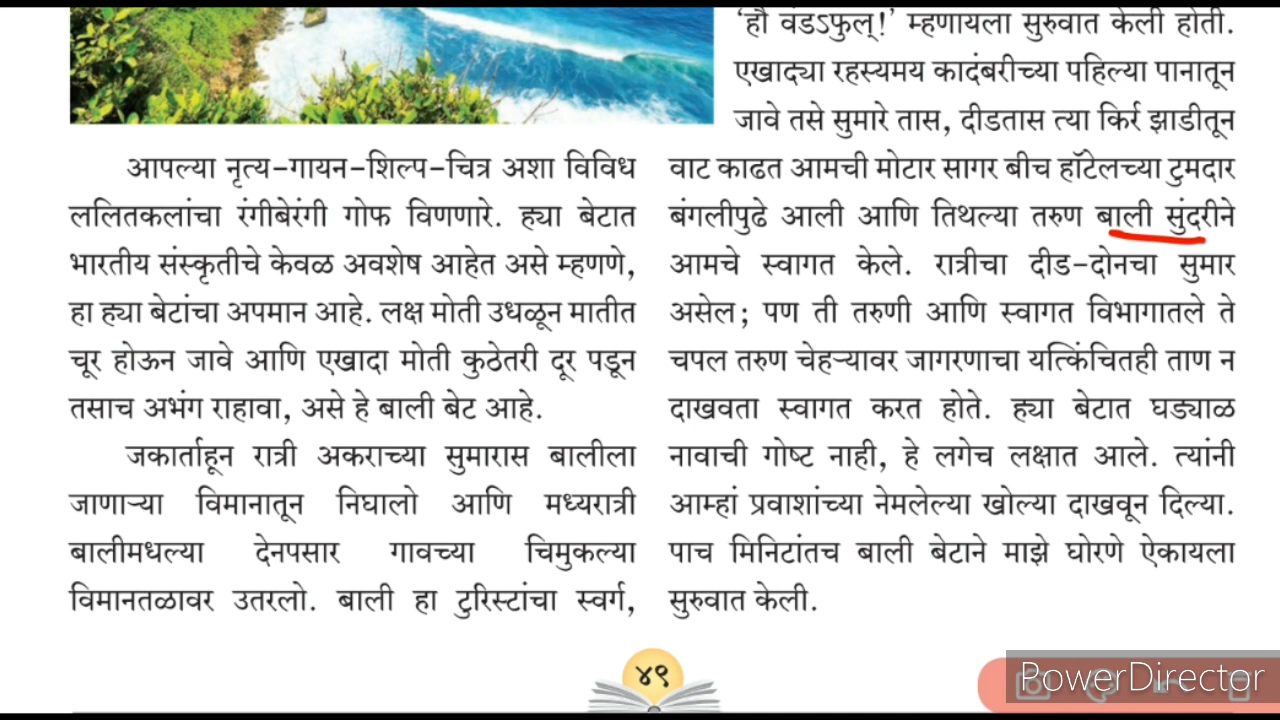 आपल्या नृत्य-गायन-शिल्प-चित्र अशा विविध
ललितकलांचा रंगीबेरंगी गोफ विणणारे. ह्या बेटात
भारतीय संस्कृतीचे केवळ अवशेष आहेत असे म्हणणे,
हा ह्या बेटांचा अपमान आहे. लक्ष मोती उधळून मातीत
चूर होऊन जावे आणि एखादा मोती कुठेतरी दूर पडून
तसाच अभंग राहावा, असे हे बाली बेट आहे.
जकार्ताहून रात्री अकराच्या सुमारास बालीला
जाणाऱ्या विमानातून निघालो आणि मध्यरात्री
बालीमधल्या देनपसार गावच्या चिमुकल्या
विमानतळावर उतरलो. बाली हा टुरिस्टांचा स्वर्ग,
‘हौ वंडऽफुल्!’ म्हणायला सुरुवात केली होती.
एखाद्या रहस्यमय कादंबरीच्या पहिल्या पानातून
जावे तसे सुमारे तास, दीडतास त्या किर्र झाडीतून
वाट काढत आमची मोटार सागर बीच हॉटेलच्या टुमदार
बंगलीपुढे आली आणि तिथल्या तरुण बाली सुंदरीने
आमचे स्वागत केले. रात्रीचा दीड-दोनचा सुमार
असेल; पण ती तरुणी आणि स्वागत विभागातले ते
चपल तरुण चेहऱ्यावर जागरणाचा यत्किंचितही ताण न
दाखवता स्वागत करत होते. ह्या बेटात घड्याळ
नावाची गोष्ट नाही, हे लगेच लक्षात आले. त्यांनी
आम्हां प्रवाशांच्या नेमलेल्या खोल्या दाखवून दिल्या.
पाच मिनिटांतच बाली बेटाने माझे घोरणे ऐकायला
सुरुवात केली.
४९
PowerDirector